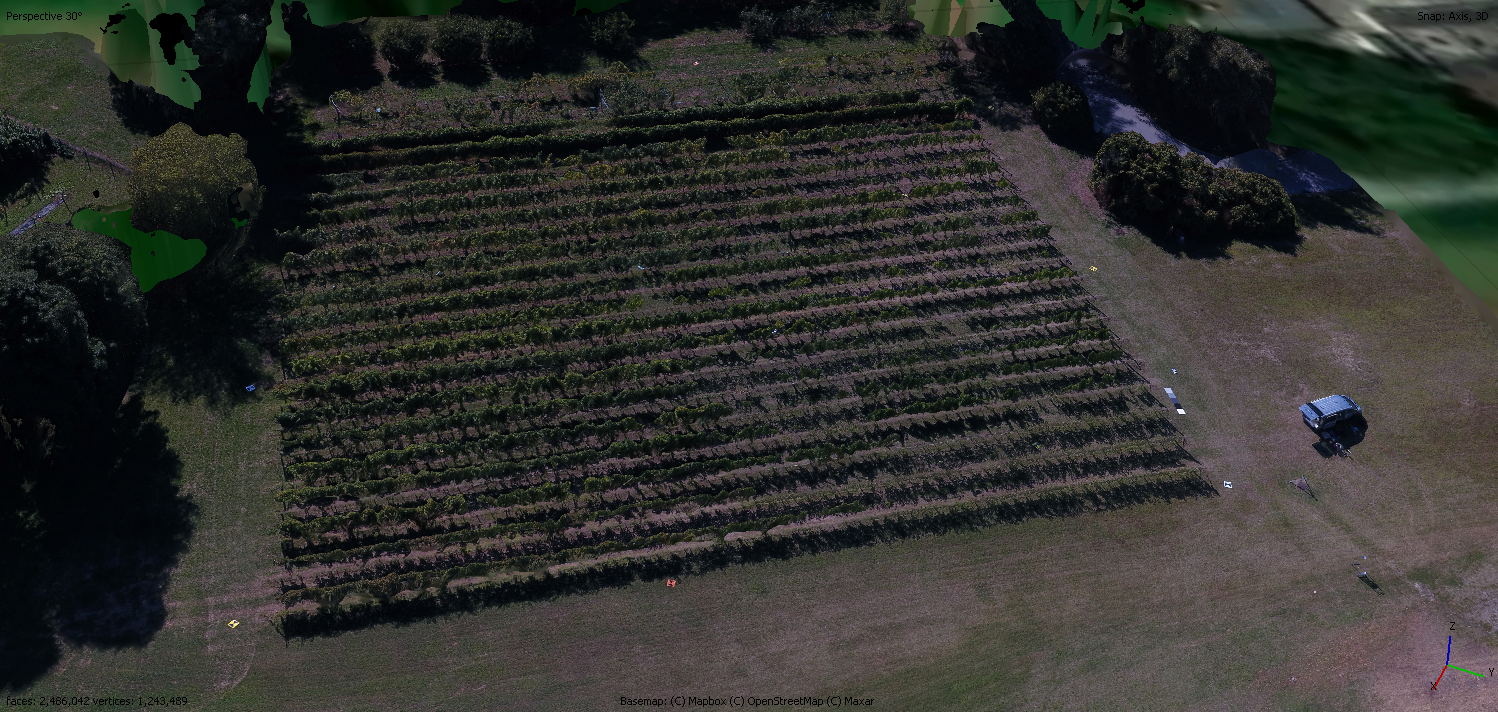 Perspective 30°
Snap: Axis, 3D
Z
Y
X
faces: 2,486,042 vertices: 1,243,489
Basemap: (C) Mapbox (C) OpenStreetMap (C) Maxar